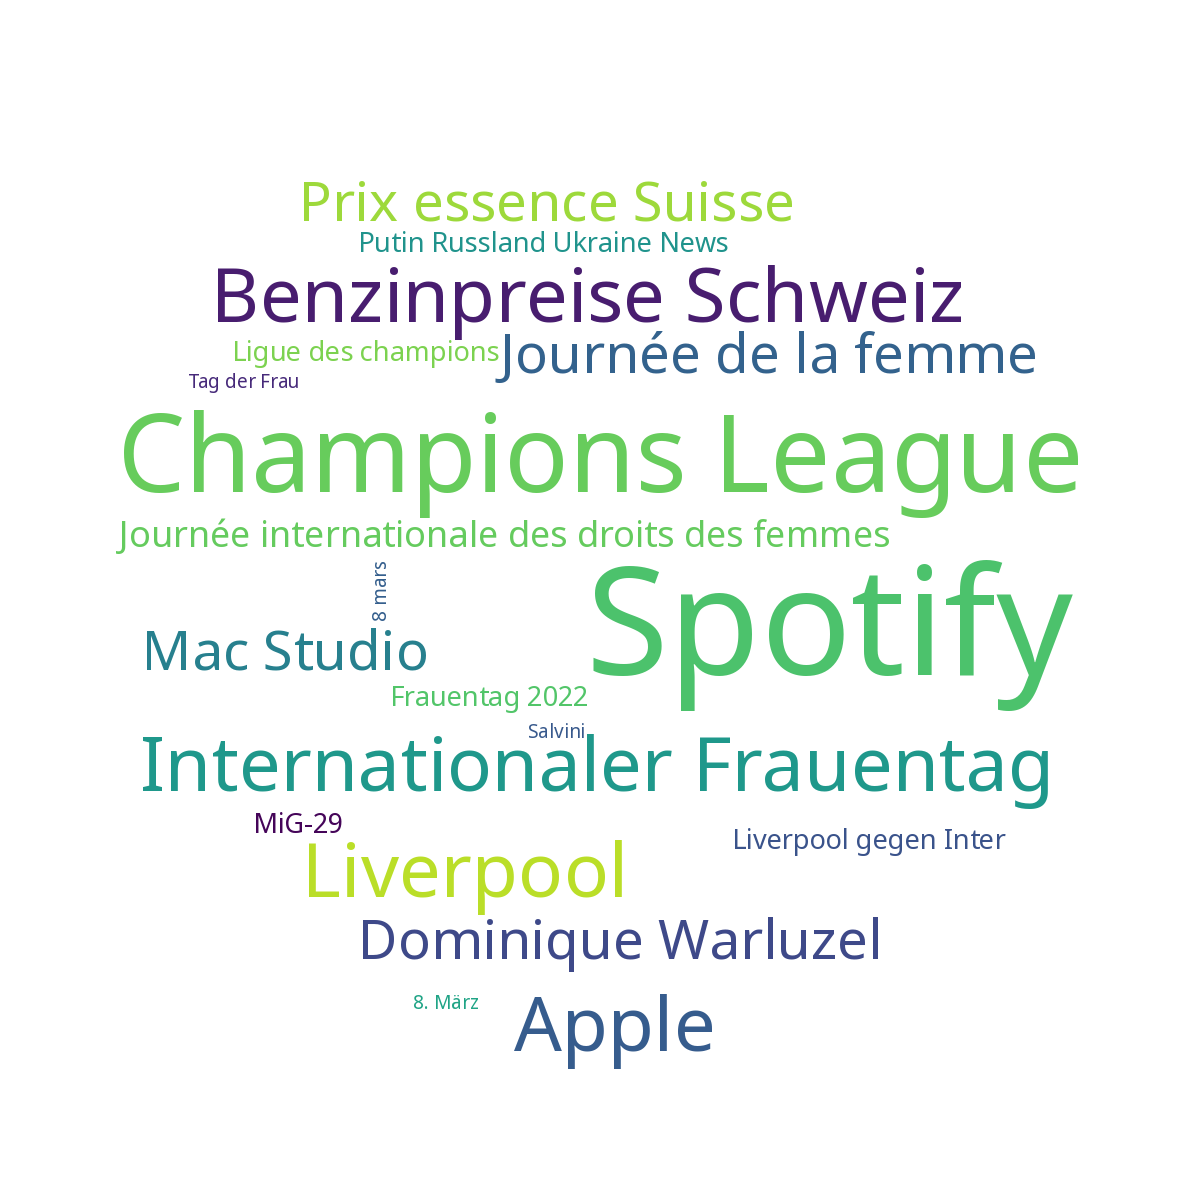 Prix essence Suisse
Putin Russland Ukraine News
Benzinpreise Schweiz
Ligue des champions
Journée de la femme
Tag der Frau
Champions League
Journée internationale des droits des femmes
8 mars
Spotify
Mac Studio
Frauentag 2022
Salvini
Internationaler Frauentag
MiG-29
Liverpool gegen Inter
Liverpool
Dominique Warluzel
8. März
Apple